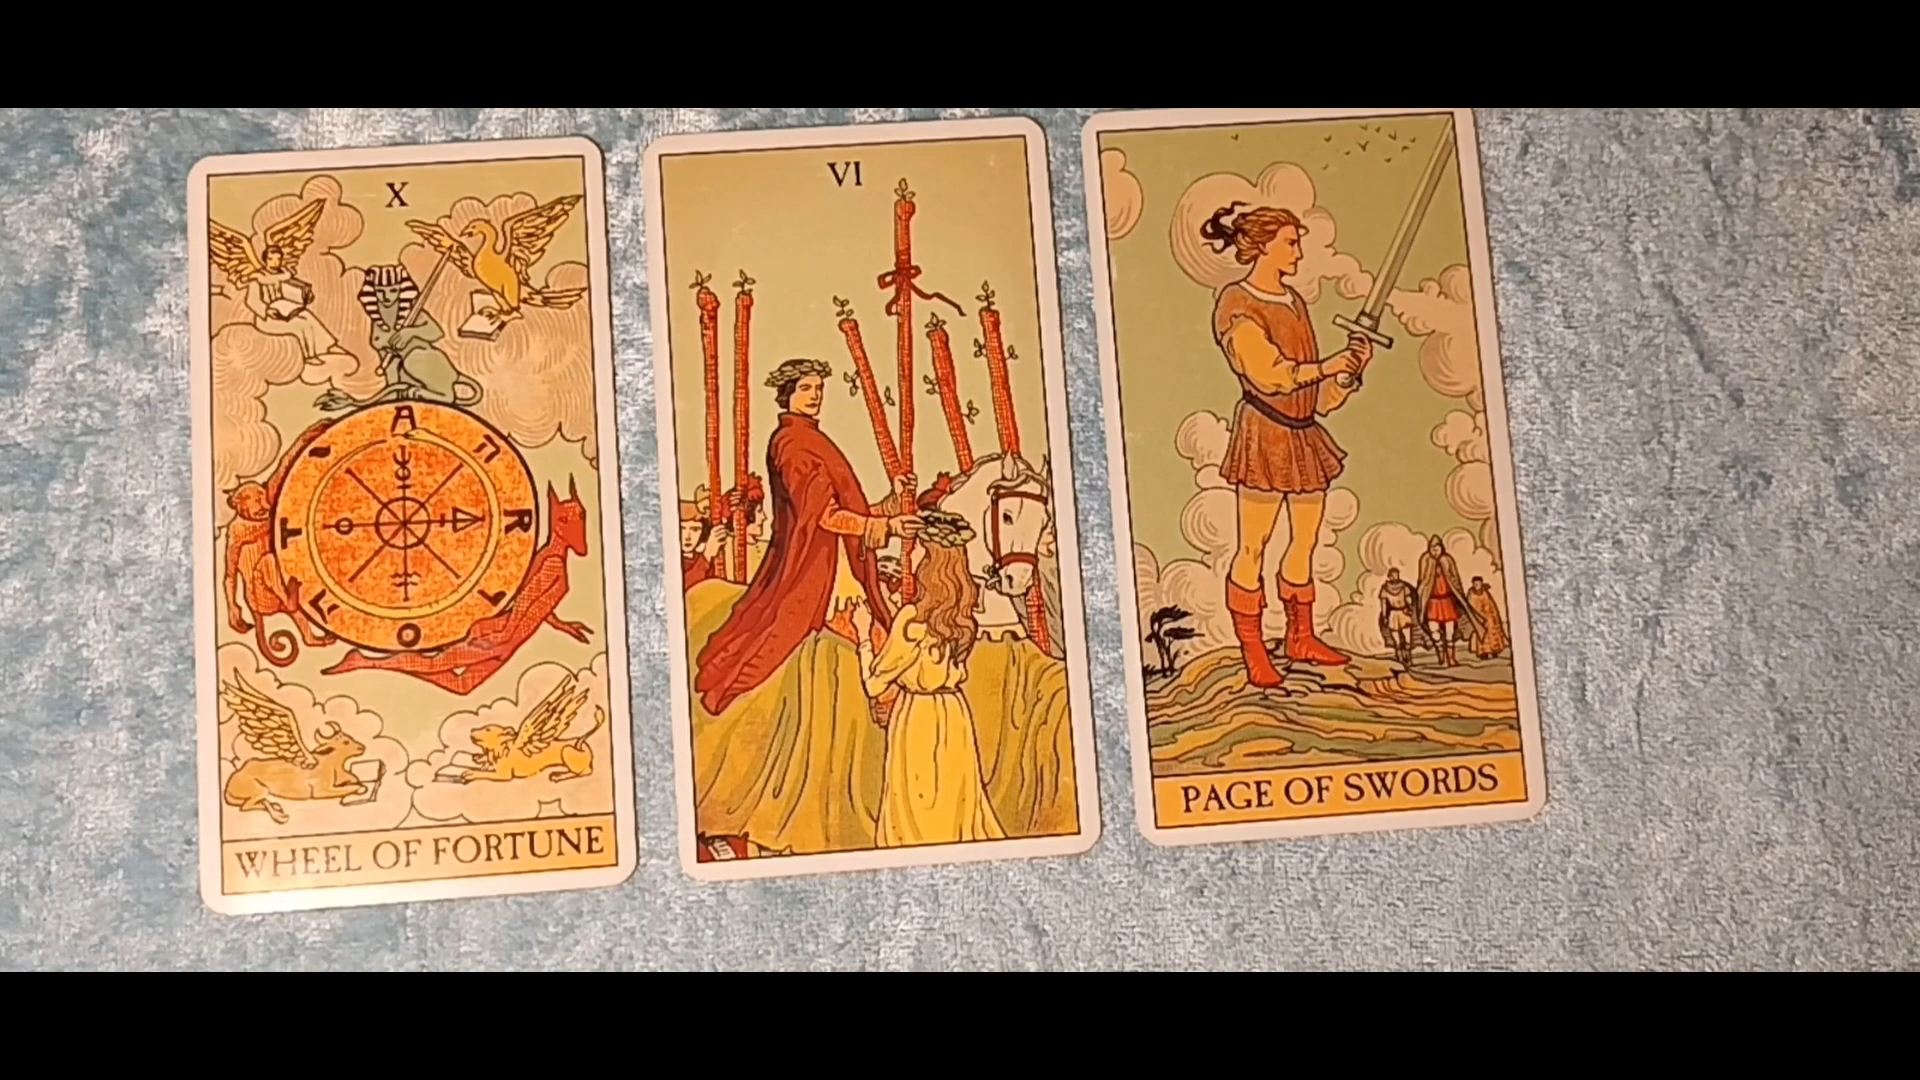 X
A
ה
R
ו
O
ה
T
י
WHEEL OF FORTUNE
VI
PAGE OF SWORDS